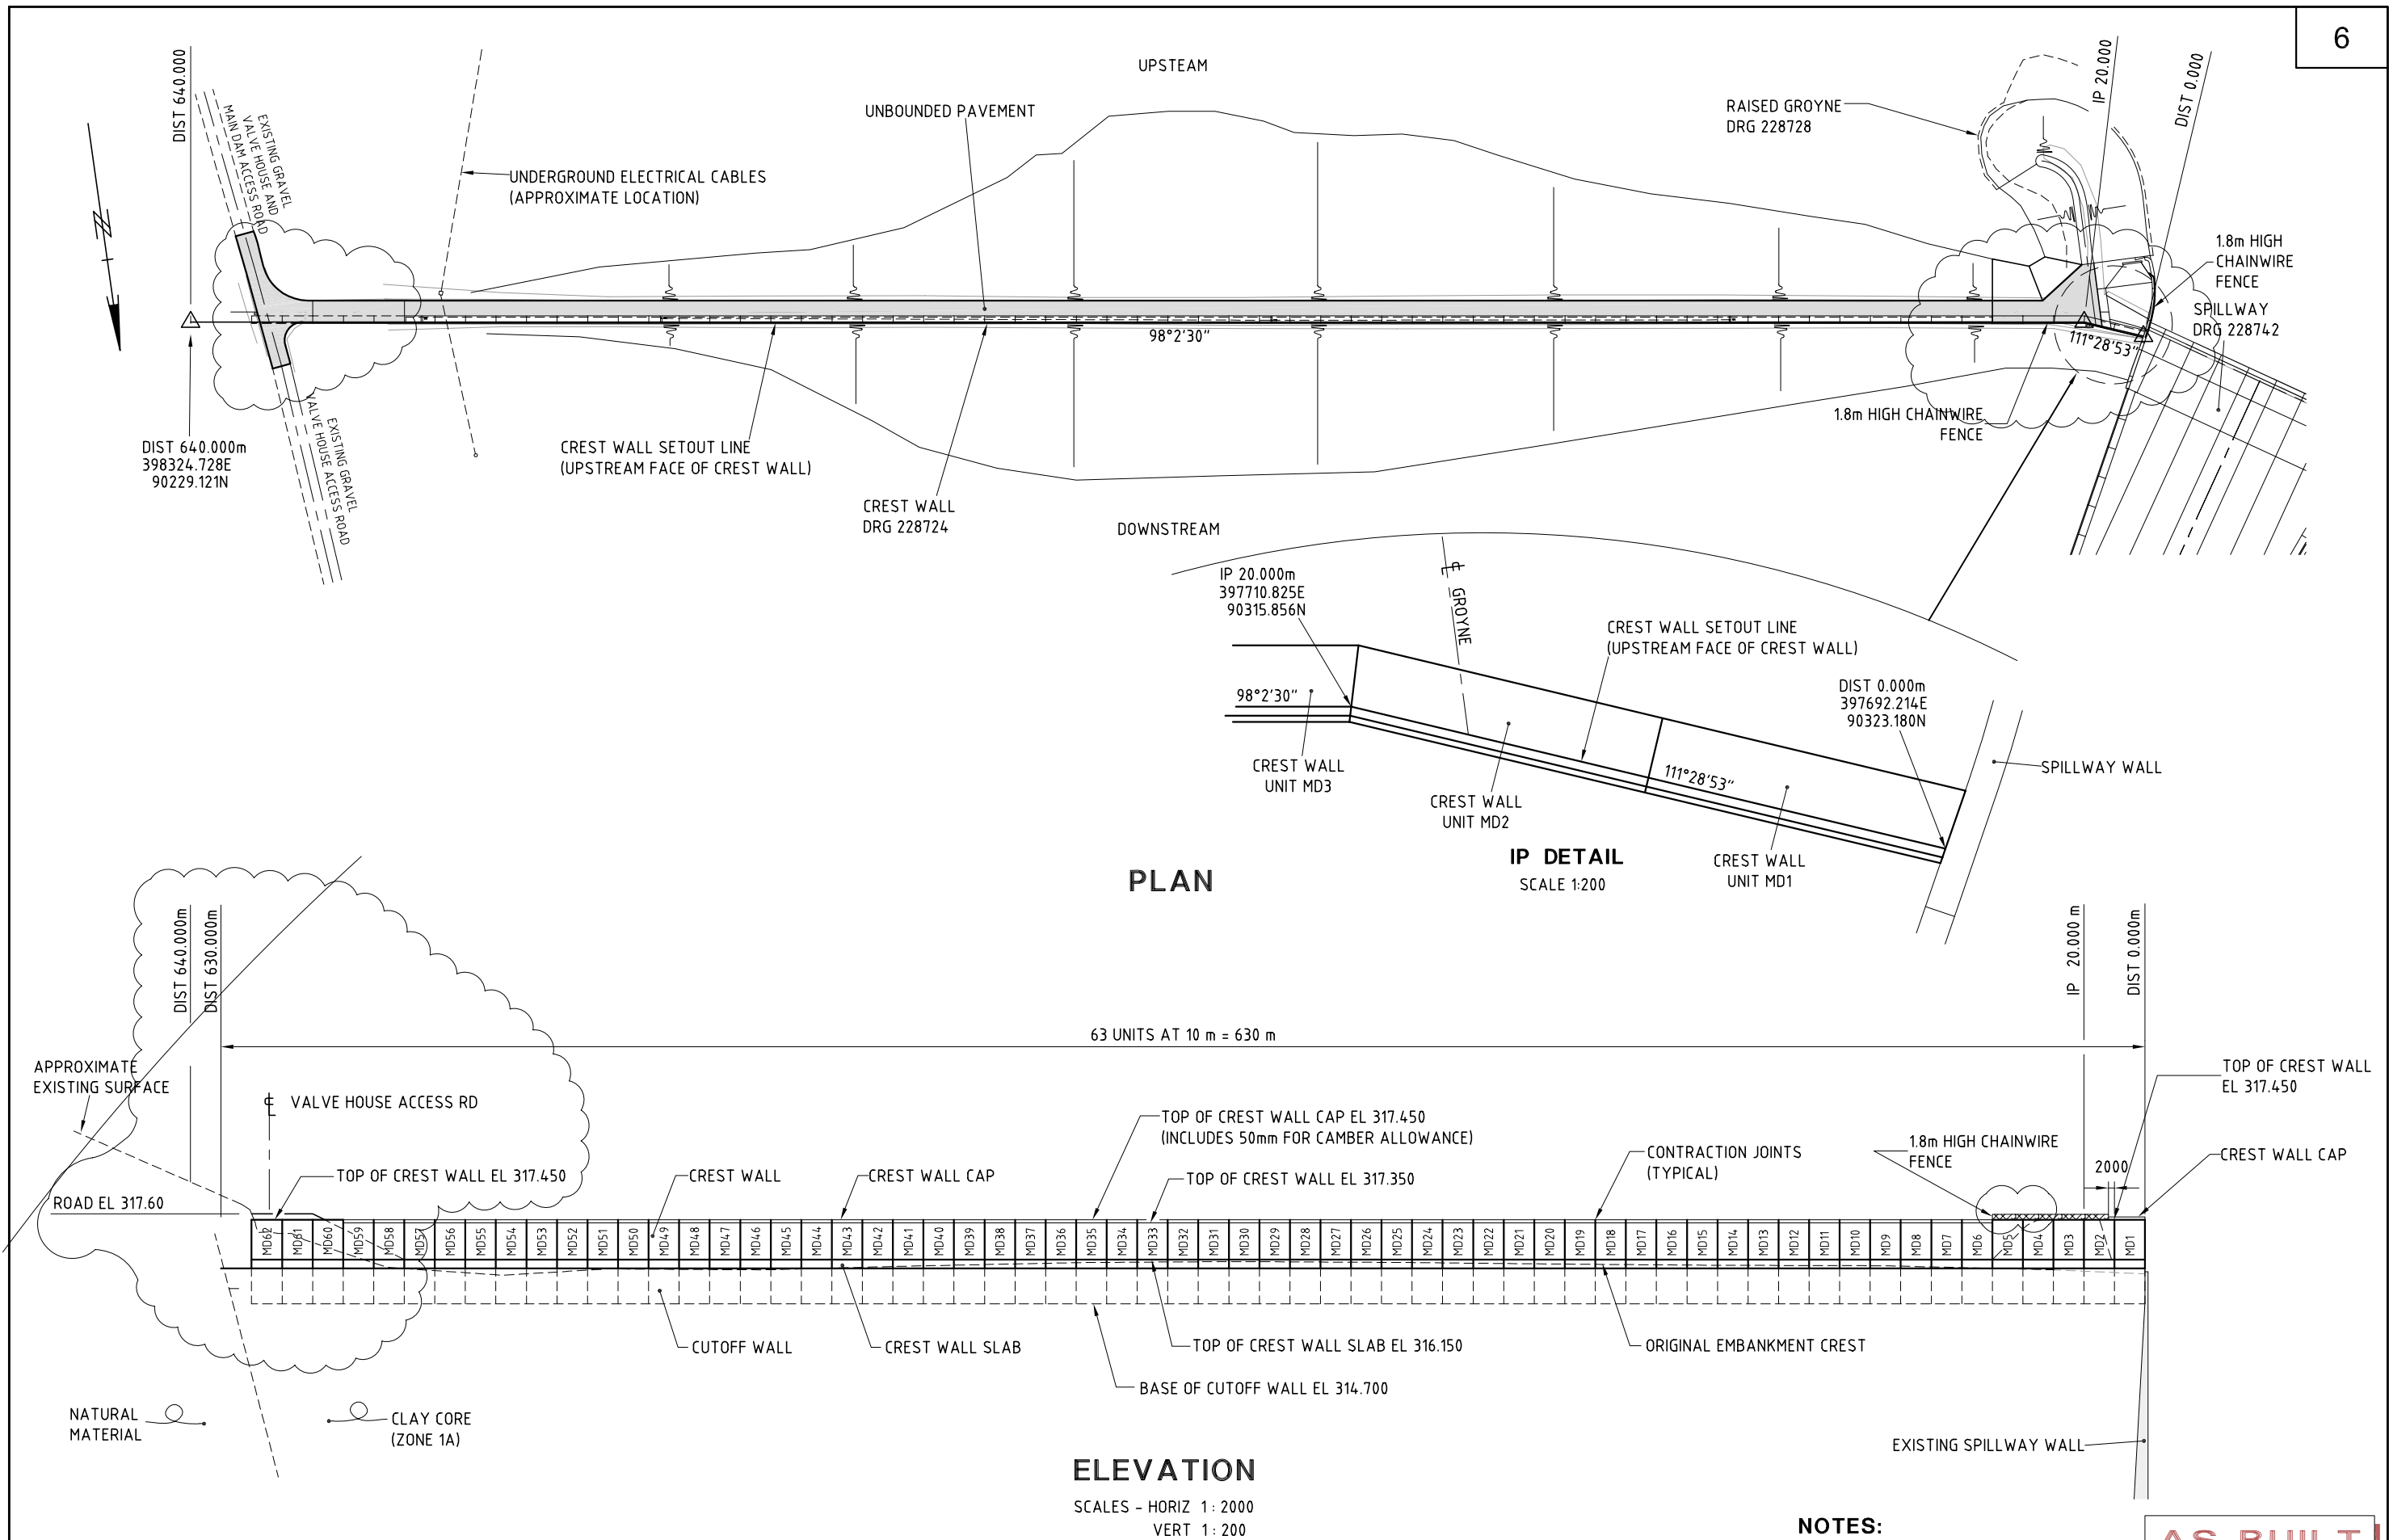 6
UPSTEAM
DIST 640.000
UNBOUNDED PAVEMENT
RAISED GROYNE
DRG 228728
IP 20.000
DIST 0.000
EXISTING GRAVEL
VALVE HOUSE AND
MAIN DAM ACCESS ROAD
UNDERGROUND ELECTRICAL CABLES
(APPROXIMATE LOCATION)
N
1.8m HIGH
CHAINWIRE
FENCE
SPILLWAY
DRG 228742
98°2'30"
111°28'53"
1.8m HIGH CHAINWIRE
FENCE
DIST 640.000m
398324.728E
90229.121N
EXISTING GRAVEL
VALVE HOUSE ACCESS ROAD
CREST WALL SETOUT LINE
(UPSTREAM FACE OF CREST WALL)
CREST WALL
DRG 228724
DOWNSTREAM
IP 20.000m
397710.825E
90315.856N
℄ GROYNE
CREST WALL SETOUT LINE
(UPSTREAM FACE OF CREST WALL)
98°2'30"
DIST 0.000m
397692.214E
90323.180N
CREST WALL
UNIT MD3
111°28'53"
SPILLWAY WALL
CREST WALL
UNIT MD2
CREST WALL
UNIT MD1
IP DETAIL
SCALE 1:200
PLAN
DIST 640.000m
DIST 630.000m
IP 20.000 m
DIST 0.000m
63 UNITS AT 10 m = 630 m
APPROXIMATE
EXISTING SURFACE
℄ VALVE HOUSE ACCESS RD
TOP OF CREST WALL
EL 317.450
TOP OF CREST WALL CAP EL 317.450
(INCLUDES 50mm FOR CAMBER ALLOWANCE)
1.8m HIGH CHAINWIRE
FENCE
CONTRACTION JOINTS
(TYPICAL)
CREST WALL CAP
2000
TOP OF CREST WALL EL 317.450
CREST WALL
CREST WALL CAP
TOP OF CREST WALL EL 317.350
ROAD EL 317.60
MD62
MD61
MD60
MD59
MD58
MD57
MD56
MD55
MD54
MD53
MD52
MD51
MD50
MD49
MD48
MD47
MD46
MD45
MD44
MD43
MD42
MD41
MD40
MD39
MD38
MD37
MD36
MD35
MD34
MD33
MD32
MD31
MD30
MD29
MD28
MD27
MD26
MD25
MD24
MD23
MD22
MD21
MD20
MD19
MD18
MD17
MD16
MD15
MD14
MD13
MD12
MD11
MD10
MD9
MD8
MD7
MD6
MD5
MD4
MD3
MD2
MD1
CUTOFF WALL
CREST WALL SLAB
TOP OF CREST WALL SLAB EL 316.150
ORIGINAL EMBANKMENT CREST
BASE OF CUTOFF WALL EL 314.700
NATURAL
MATERIAL
CLAY CORE
(ZONE 1A)
EXISTING SPILLWAY WALL
ELEVATION
SCALES - HORIZ 1 : 2000
VERT 1 : 200
NOTES:
AS BUILT